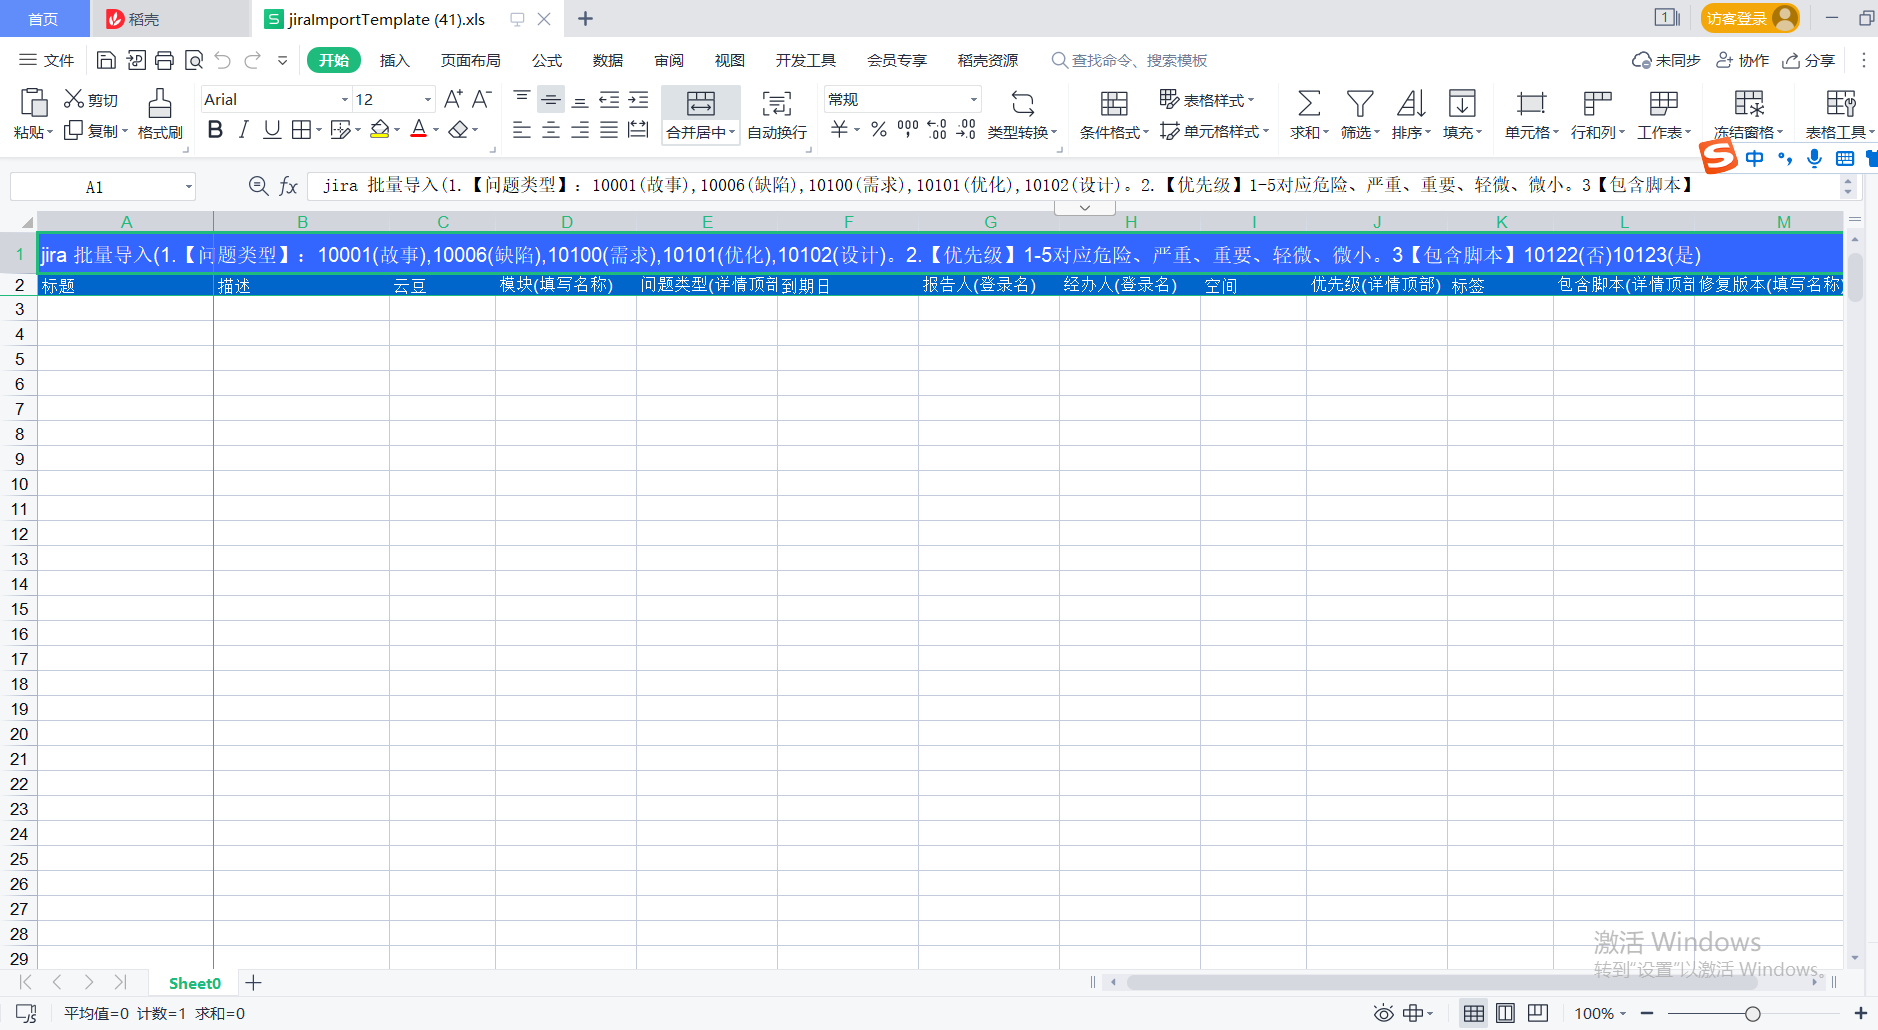 首页
稻壳
S jiraImportTemplate (41).xls
1
访客登录
文件
开始
插入
页面布局
公式
数据
审阅
视图
开发工具
会员专享
稻壳资源
查找命令、搜索模板
未同步
协作
分享
粘贴
剪切
复制
格式刷
Arial
12
B I U
合并居中
自动换行
常规
类型转换
条件格式
表格样式
单元格样式
求和
筛选
排序
填充
单元格
行和列
工作表
冻结窗格
表格工具
中
A1
fx
jira 批量导入(1.【问题类型】：10001(故事),10006(缺陷),10100(需求),10101(优化),10102(设计)。2.【优先级】1-5对应危险、严重、重要、轻微、微小。3【包含脚本】
A B C D E F G H I J K L M
1 jira 批量导入(1.【问题类型】：10001(故事),10006(缺陷),10100(需求),10101(优化),10102(设计)。2.【优先级】1-5对应危险、严重、重要、轻微、微小。3【包含脚本】10122(否)10123(是)
2 标题 描述 云豆 模块(填写名称) 问题类型(详情顶部 到期日 报告人(登录名) 经办人(登录名) 空间 优先级(详情顶部) 标签 包含脚本(详情顶部 修复版本(填写名称)
3
4
5
6
7
8
9
10
11
12
13
14
15
16
17
18
19
20
21
22
23
24
25
26
27
28
29
激活 Windows
转到“设置”以激活 Windows。
Sheet0
平均值=0 计数=1 求和=0
100%